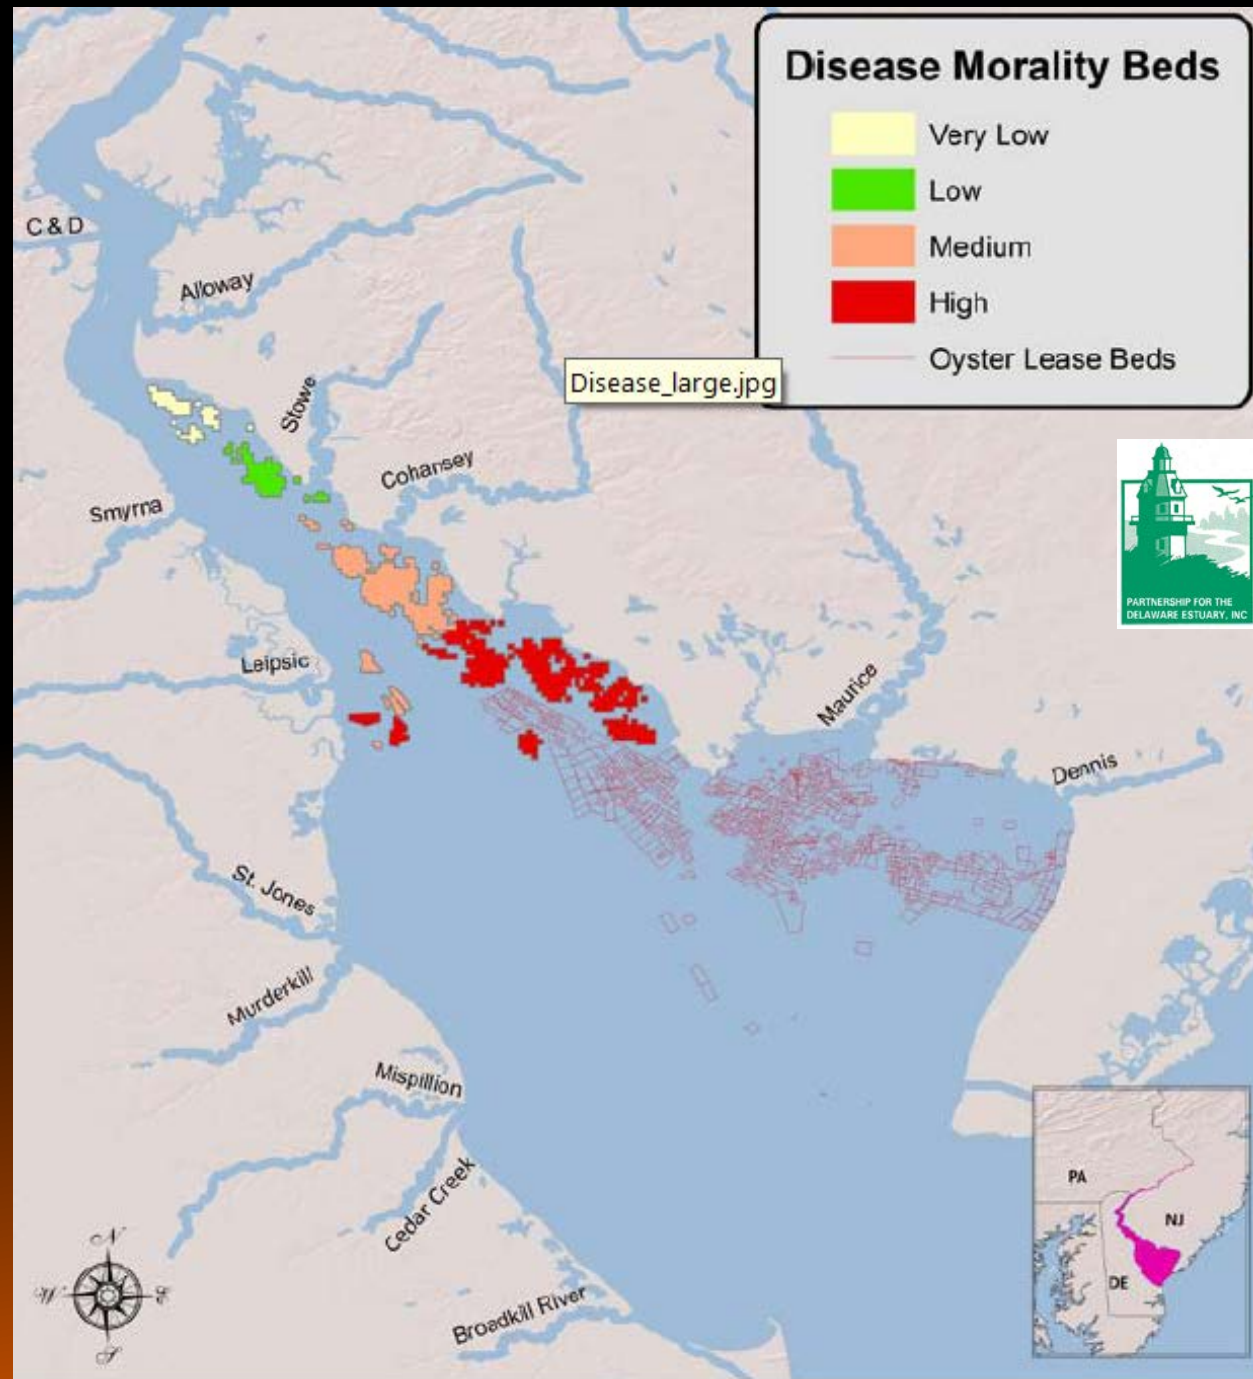 Disease Morality Beds
Very Low
Low
Medium
High
Oyster Lease Beds
Disease_large.jpg
C & D
Alloway
Stowe
Cohansey
Smyrna
Leipsic
Maurice
Dennis
St. Jones
Murderkill
Mispillion
Cedar Creek
Broadkill River
PARTNERSHIP FOR THE
DELAWARE ESTUARY, INC
N
W
E
S
PA
NJ
DE